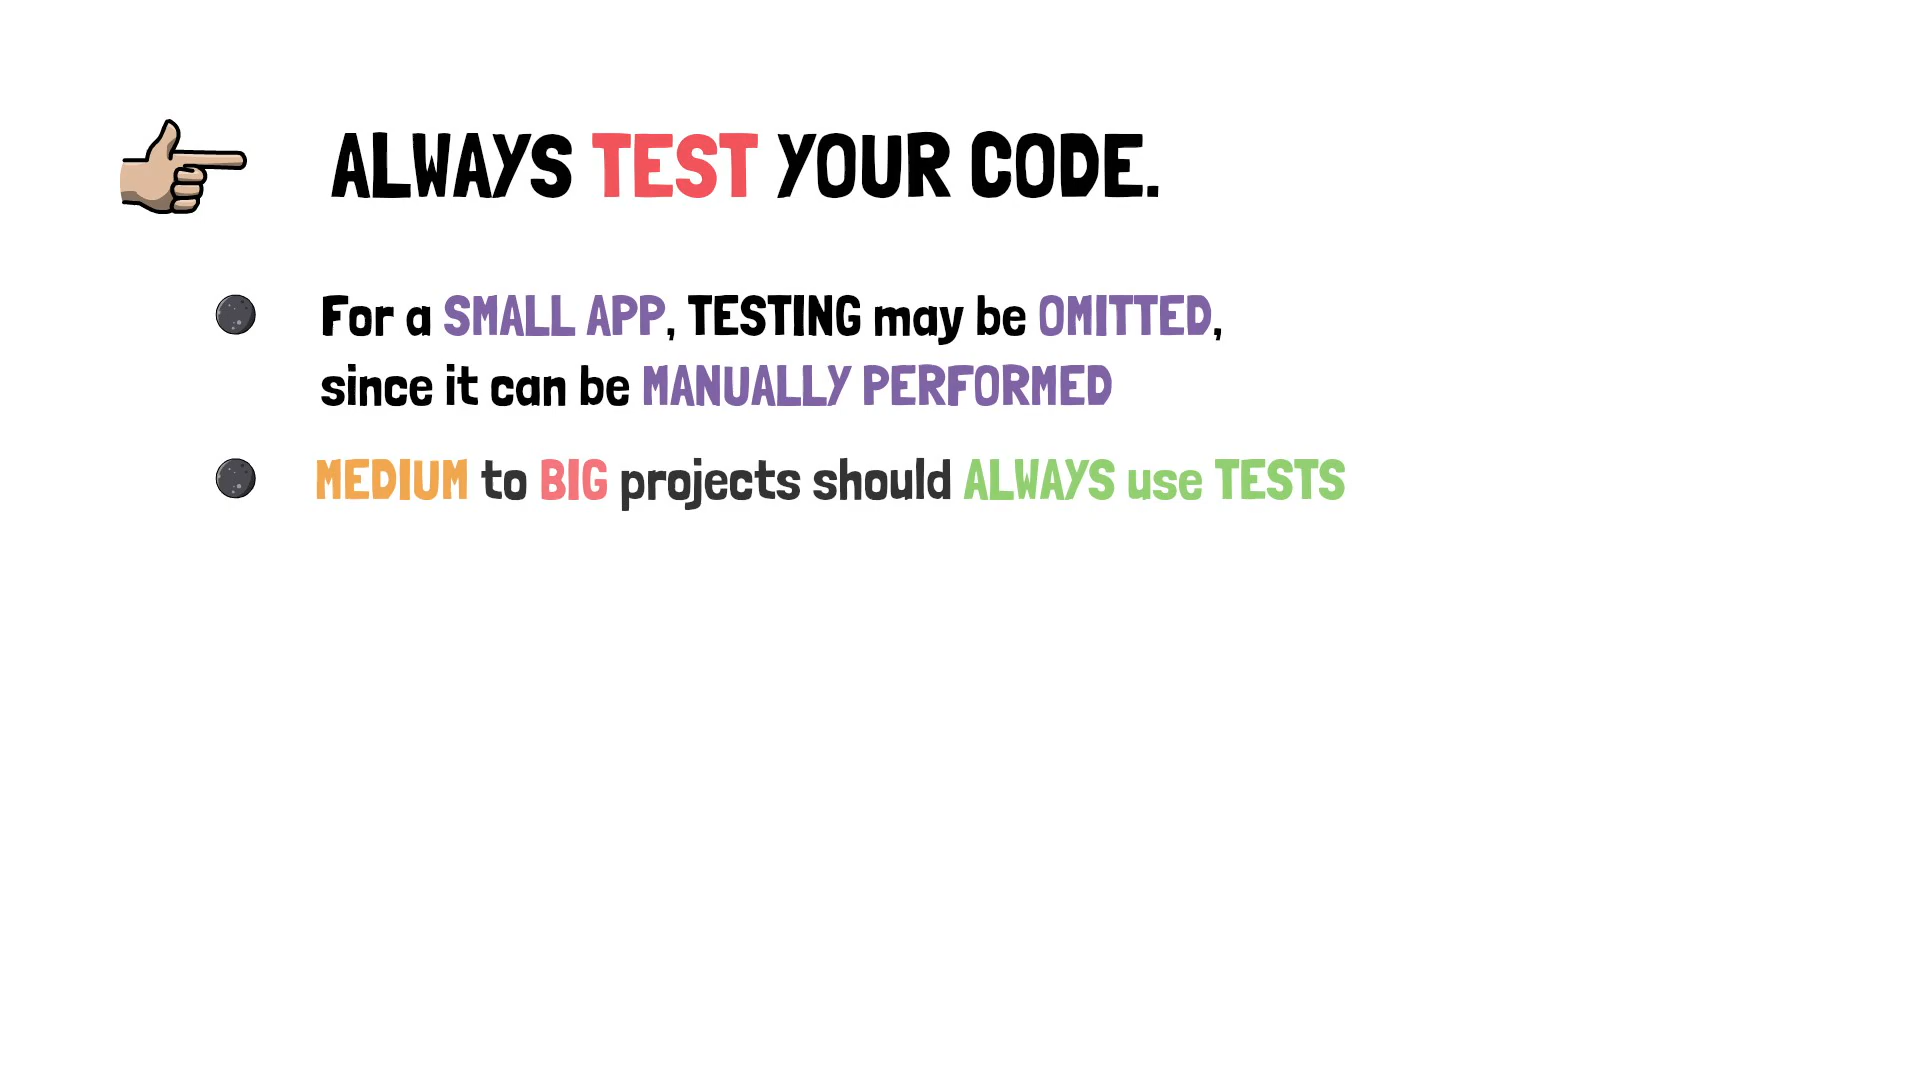 ALWAYS TEST YOUR CODE.
For a SMALL APP, TESTING may be OMITTED,
since it can be MANUALLY PERFORMED
MEDIUM to BIG projects should ALWAYS use TESTS